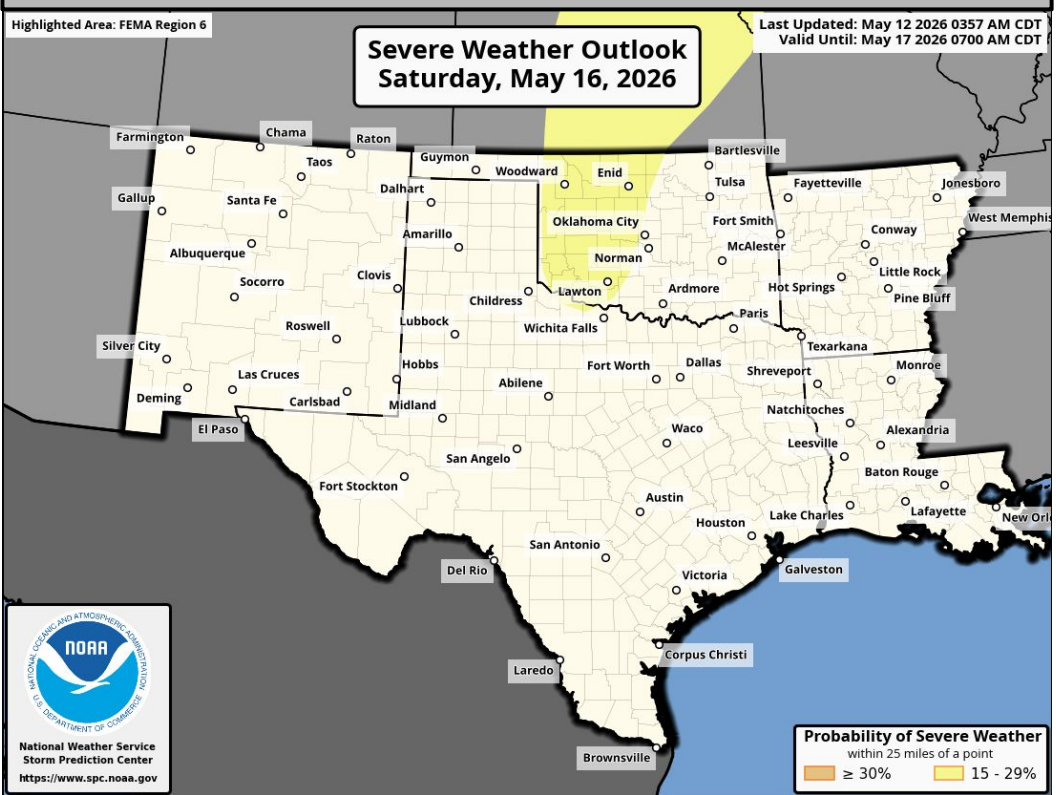 Highlighted Area: FEMA Region 6
Severe Weather Outlook
Saturday, May 16, 2026
Last Updated: May 12 2026 0357 AM CDT
Valid Until: May 17 2026 0700 AM CDT
Farmington
Chama
Raton
Taos
Guymon
Woodward
Enid
Bartlesville
Tulsa
Fayetteville
Jonesboro
Gallup
Santa Fe
Dalhart
Oklahoma City
Fort Smith
Conway
West Memphis
Albuquerque
Amarillo
Norman
McAlester
Little Rock
Socorro
Clovis
Childress
Lawton
Ardmore
Hot Springs
Pine Bluff
Roswell
Lubbock
Wichita Falls
Paris
Texarkana
Silver City
Las Cruces
Hobbs
Fort Worth
Dallas
Shreveport
Monroe
Deming
Carlsbad
Midland
Abilene
Natchitoches
El Paso
Waco
Leesville
Alexandria
San Angelo
Fort Stockton
Baton Rouge
Austin
Houston
Lake Charles
Lafayette
New Orl
San Antonio
Del Rio
Galveston
Victoria
Corpus Christi
Laredo
Brownsville
NATIONAL OCEANIC AND ATMOSPHERIC ADMINISTRATION
NOAA
U.S. DEPARTMENT OF COMMERCE
National Weather Service
Storm Prediction Center
https://www.spc.noaa.gov
Probability of Severe Weather
within 25 miles of a point
≥ 30%
15 - 29%